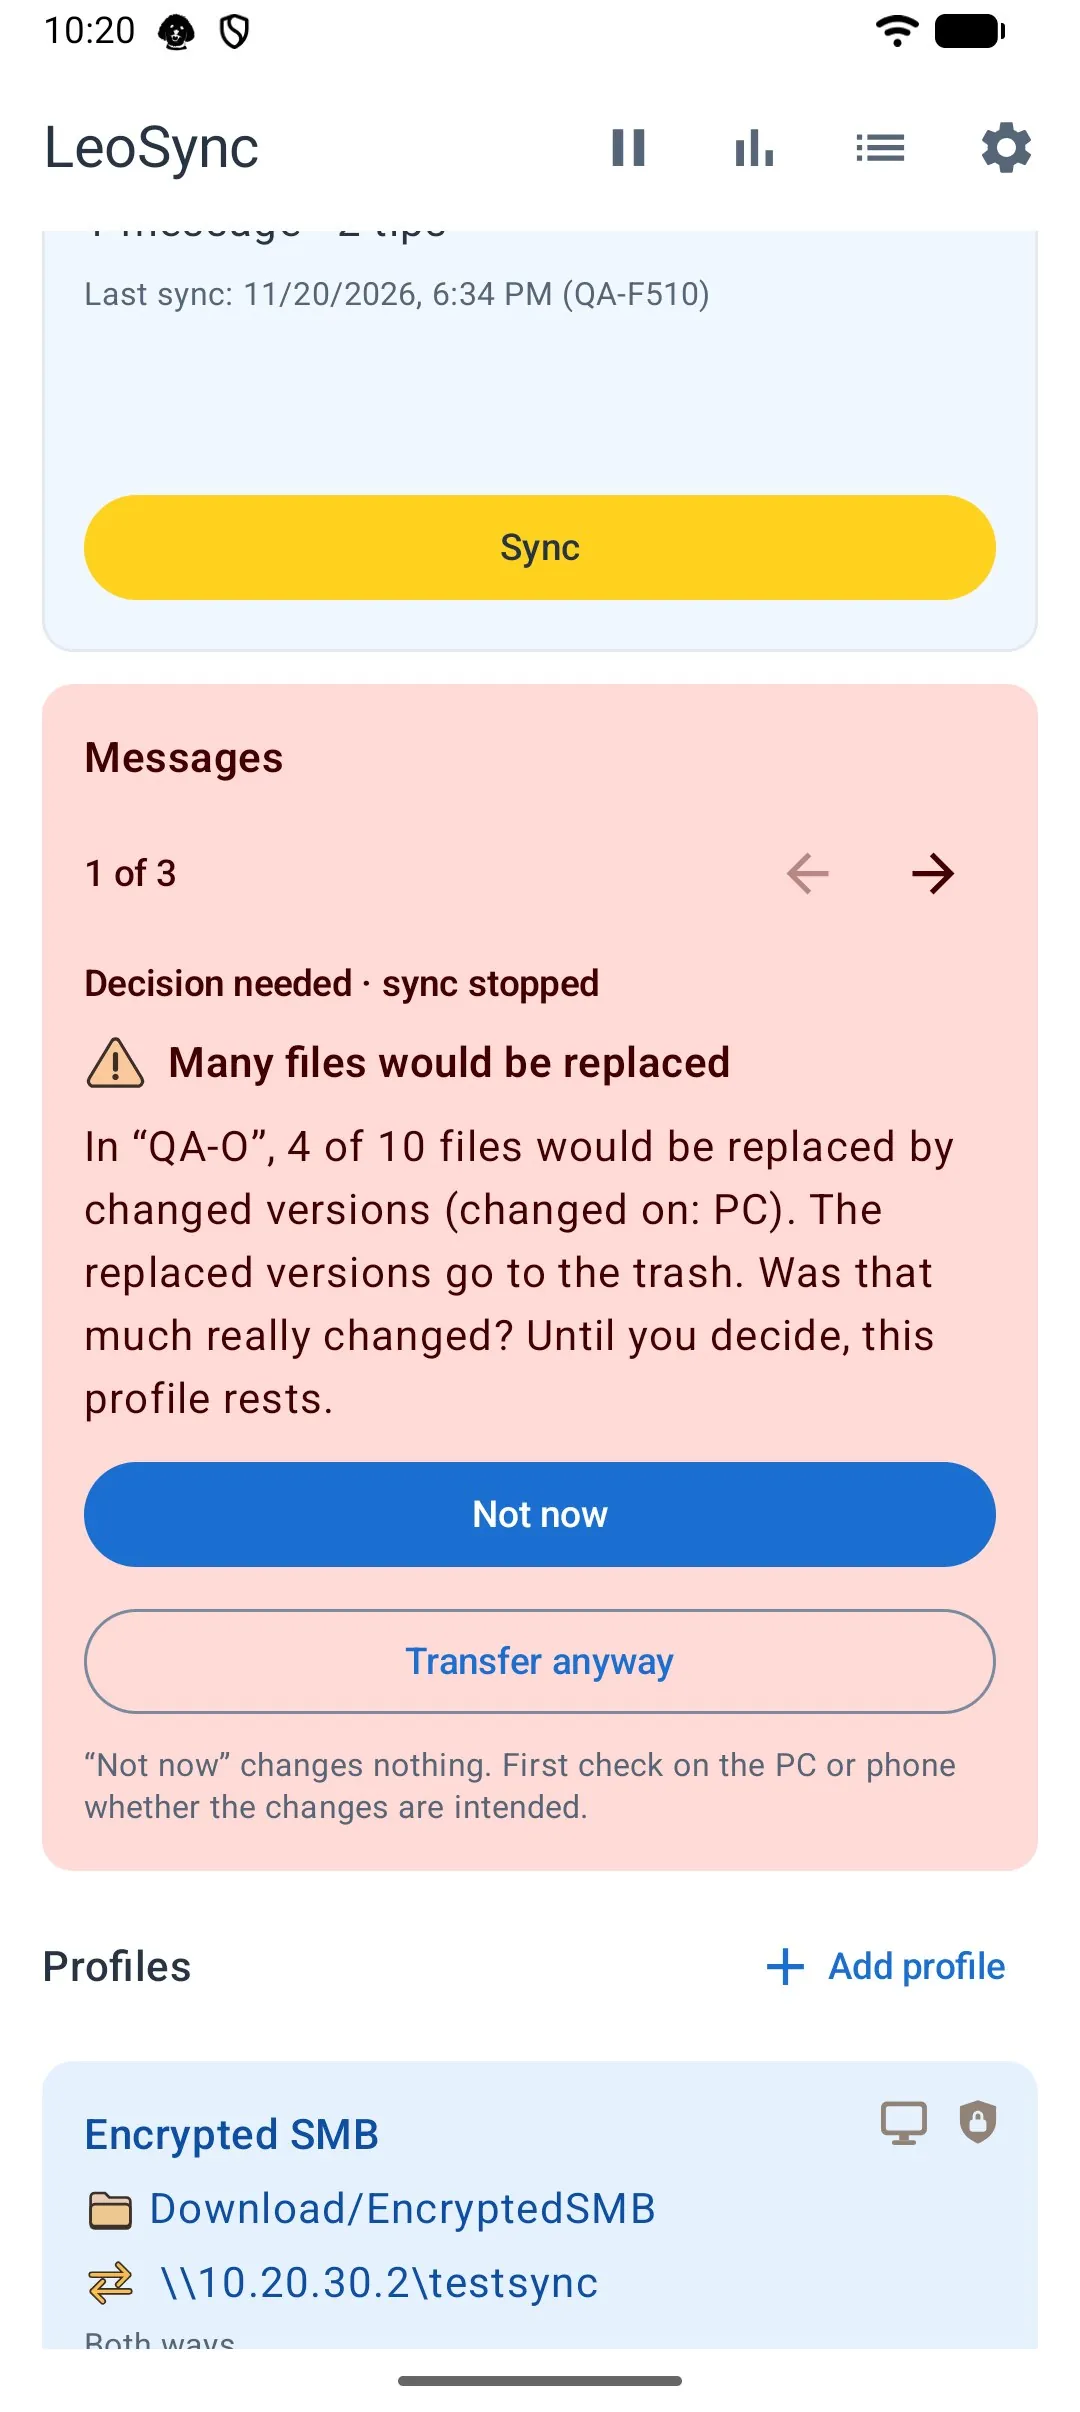 10:20
LeoSync
1 message · 2 tips
Last sync: 11/20/2026, 6:34 PM (QA-F510)
Sync
Messages
1 of 3
Decision needed · sync stopped
Many files would be replaced
In “QA-O”, 4 of 10 files would be replaced by
changed versions (changed on: PC). The
replaced versions go to the trash. Was that
much really changed? Until you decide, this
profile rests.
Not now
Transfer anyway
“Not now” changes nothing. First check on the PC or phone
whether the changes are intended.
Profiles
Add profile
Encrypted SMB
Download/EncryptedSMB
\\10.20.30.2\testsync
Both ways